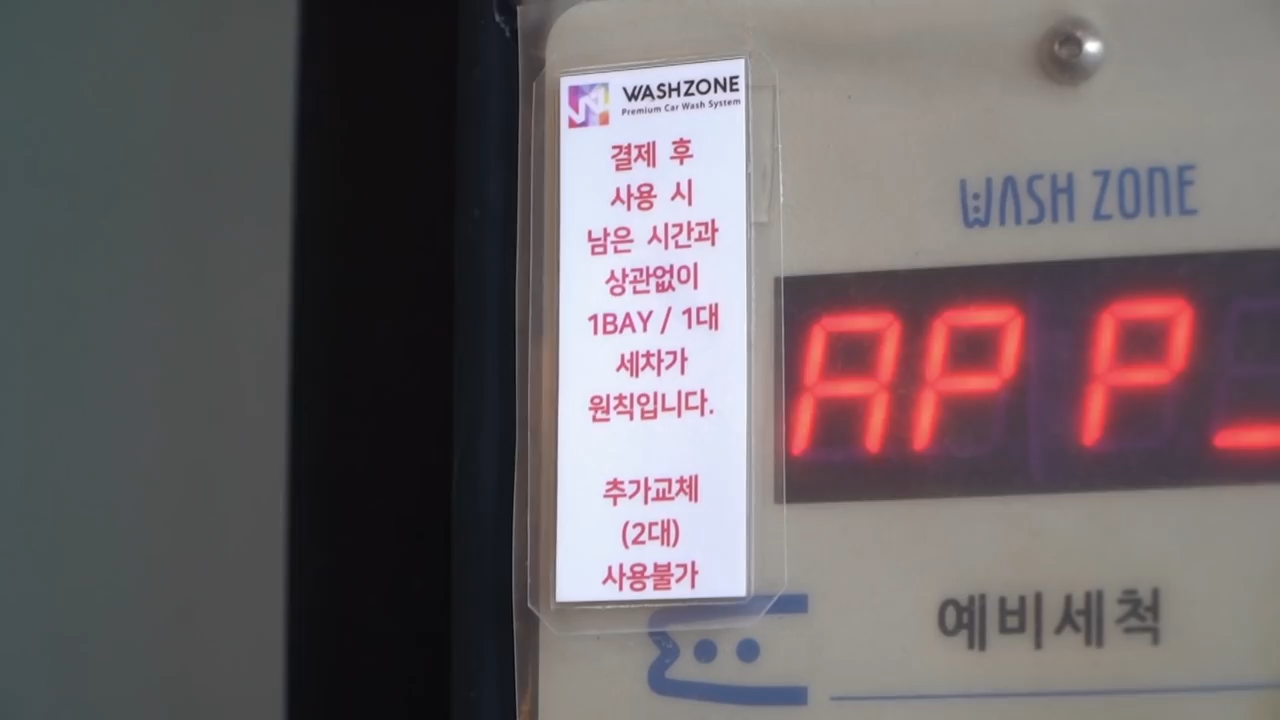 WASHZONE
Premium Car Wash System
결제 후
사용 시
남은 시간과
상관없이
1BAY / 1대
세차가
원칙입니다.
추가교체
(2대)
사용불가
WASH ZONE
APP_
예비세척